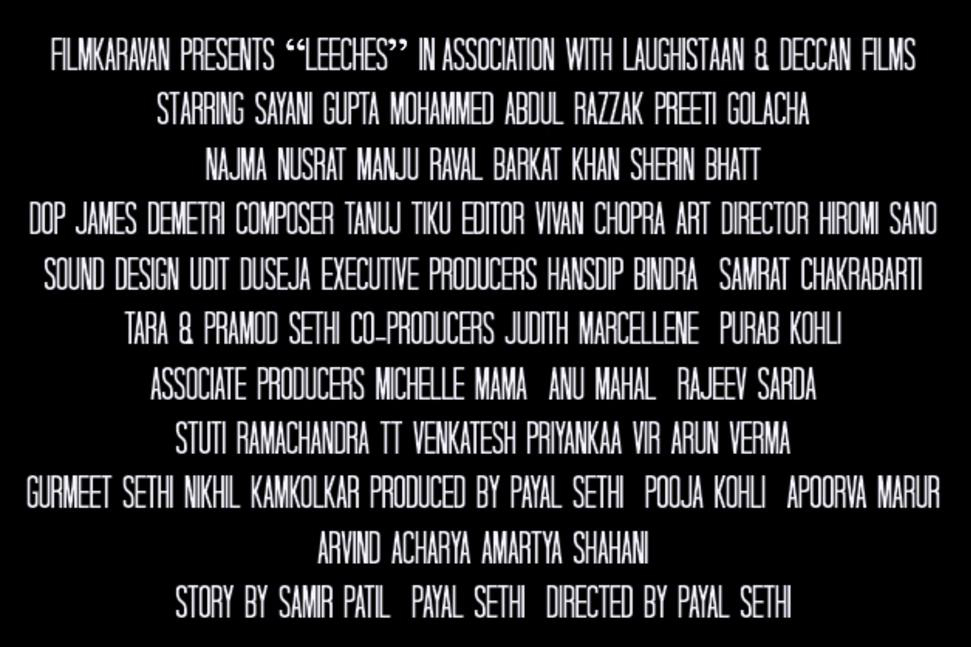 FILMKARAVAN PRESENTS “LEECHES” IN ASSOCIATION WITH LAUGHISTAAN & DECCAN FILMS
STARRING SAYANI GUPTA MOHAMMED ABDUL RAZZAK PREETI GOLACHA
NAJMA NUSRAT MANJU RAVAL BARKAT KHAN SHERIN BHATT
DOP JAMES DEMETRI COMPOSER TANUJ TIKU EDITOR VIVAN CHOPRA ART DIRECTOR HIROMI SANO
SOUND DESIGN UDIT DUSEJA EXECUTIVE PRODUCERS HANSDIP BINDRA SAMRAT CHAKRABARTI
TARA & PRAMOD SETHI CO-PRODUCERS JUDITH MARCELLENE PURAB KOHLI
ASSOCIATE PRODUCERS MICHELLE MAMA ANU MAHAL RAJEEV SARDA
STUTI RAMACHANDRA TT VENKATESH PRIYANKAA VIR ARUN VERMA
GURMEET SETHI NIKHIL KAMKOLKAR PRODUCED BY PAYAL SETHI POOJA KOHLI APOORVA MARUR
ARVIND ACHARYA AMARTYA SHAHANI
STORY BY SAMIR PATIL PAYAL SETHI DIRECTED BY PAYAL SETHI